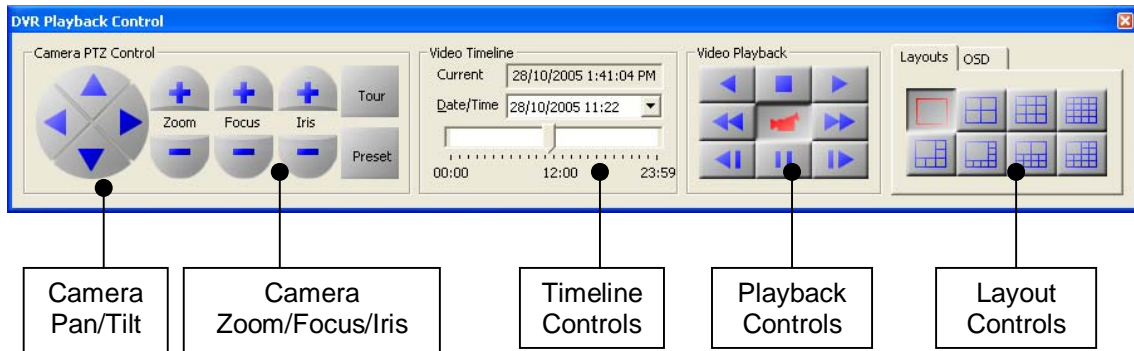 DVR Playback Control
Camera PTZ Control
Zoom
Focus
Iris
Tour
Preset
Video Timeline
Current 28/10/2005 1:41:04 PM
Date/Time 28/10/2005 11:22
00:00 12:00 23:59
Video Playback
Layouts OSD
Camera
Pan/Tilt
Camera
Zoom/Focus/Iris
Timeline
Controls
Playback
Controls
Layout
Controls